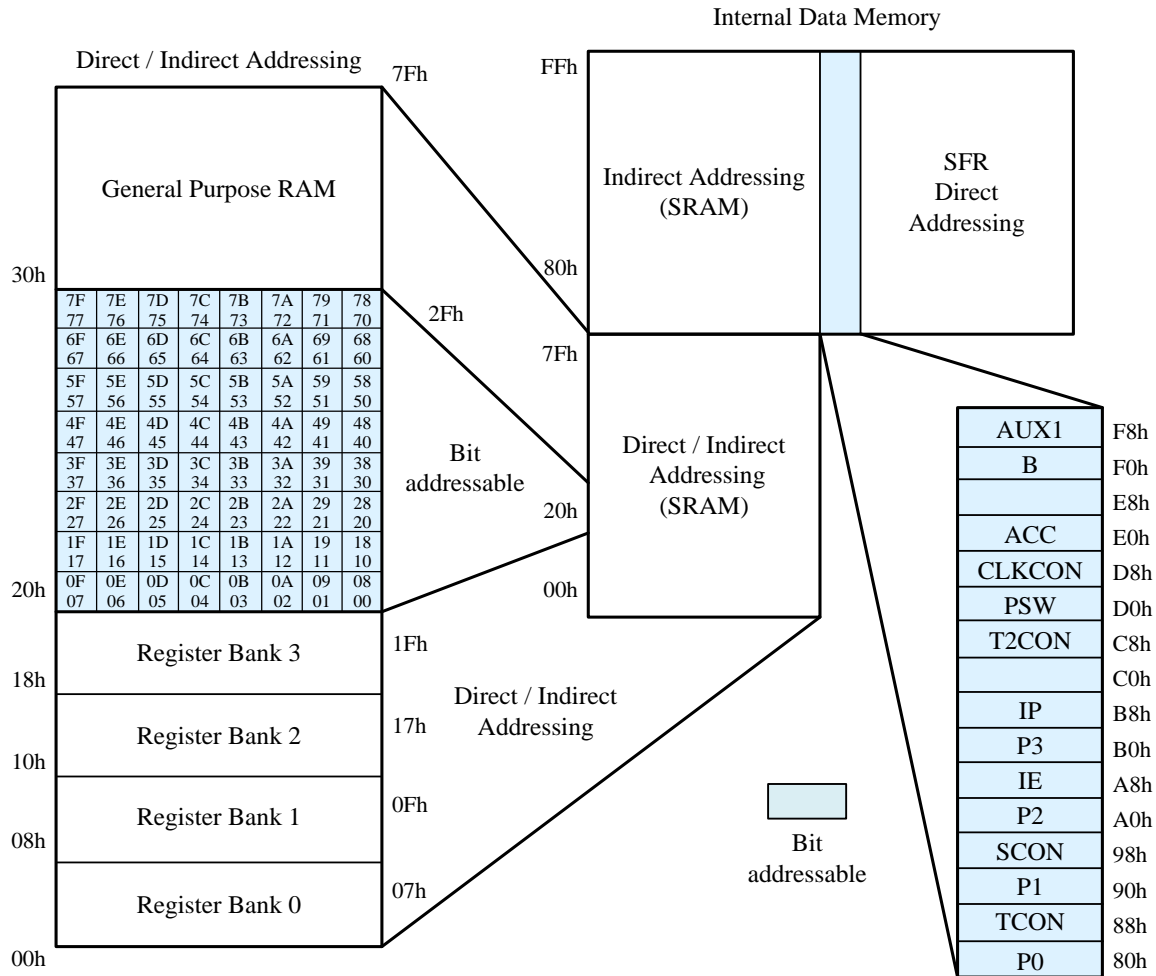 Internal Data Memory
Direct / Indirect Addressing
7Fh
General Purpose RAM
30h
7F 7E 7D 7C 7B 7A 79 78
77 76 75 74 73 72 71 70
6F 6E 6D 6C 6B 6A 69 68
67 66 65 64 63 62 61 60
5F 5E 5D 5C 5B 5A 59 58
57 56 55 54 53 52 51 50
4F 4E 4D 4C 4B 4A 49 48
47 46 45 44 43 42 41 40
3F 3E 3D 3C 3B 3A 39 38
37 36 35 34 33 32 31 30
2F 2E 2D 2C 2B 2A 29 28
27 26 25 24 23 22 21 20
1F 1E 1D 1C 1B 1A 19 18
17 16 15 14 13 12 11 10
0F 0E 0D 0C 0B 0A 09 08
07 06 05 04 03 02 01 00
20h
2Fh
Bit
addressable
Register Bank 3
1Fh
18h
Register Bank 2
17h
10h
Register Bank 1
0Fh
08h
Register Bank 0
07h
00h
Direct / Indirect
Addressing
FFh
Indirect Addressing
(SRAM)
80h
SFR
Direct
Addressing
7Fh
Direct / Indirect
Addressing
(SRAM)
20h
00h
Bit
addressable
AUX1 F8h
B F0h
E8h
ACC E0h
CLKCON D8h
PSW D0h
T2CON C8h
C0h
IP B8h
P3 B0h
IE A8h
P2 A0h
SCON 98h
P1 90h
TCON 88h
P0 80h